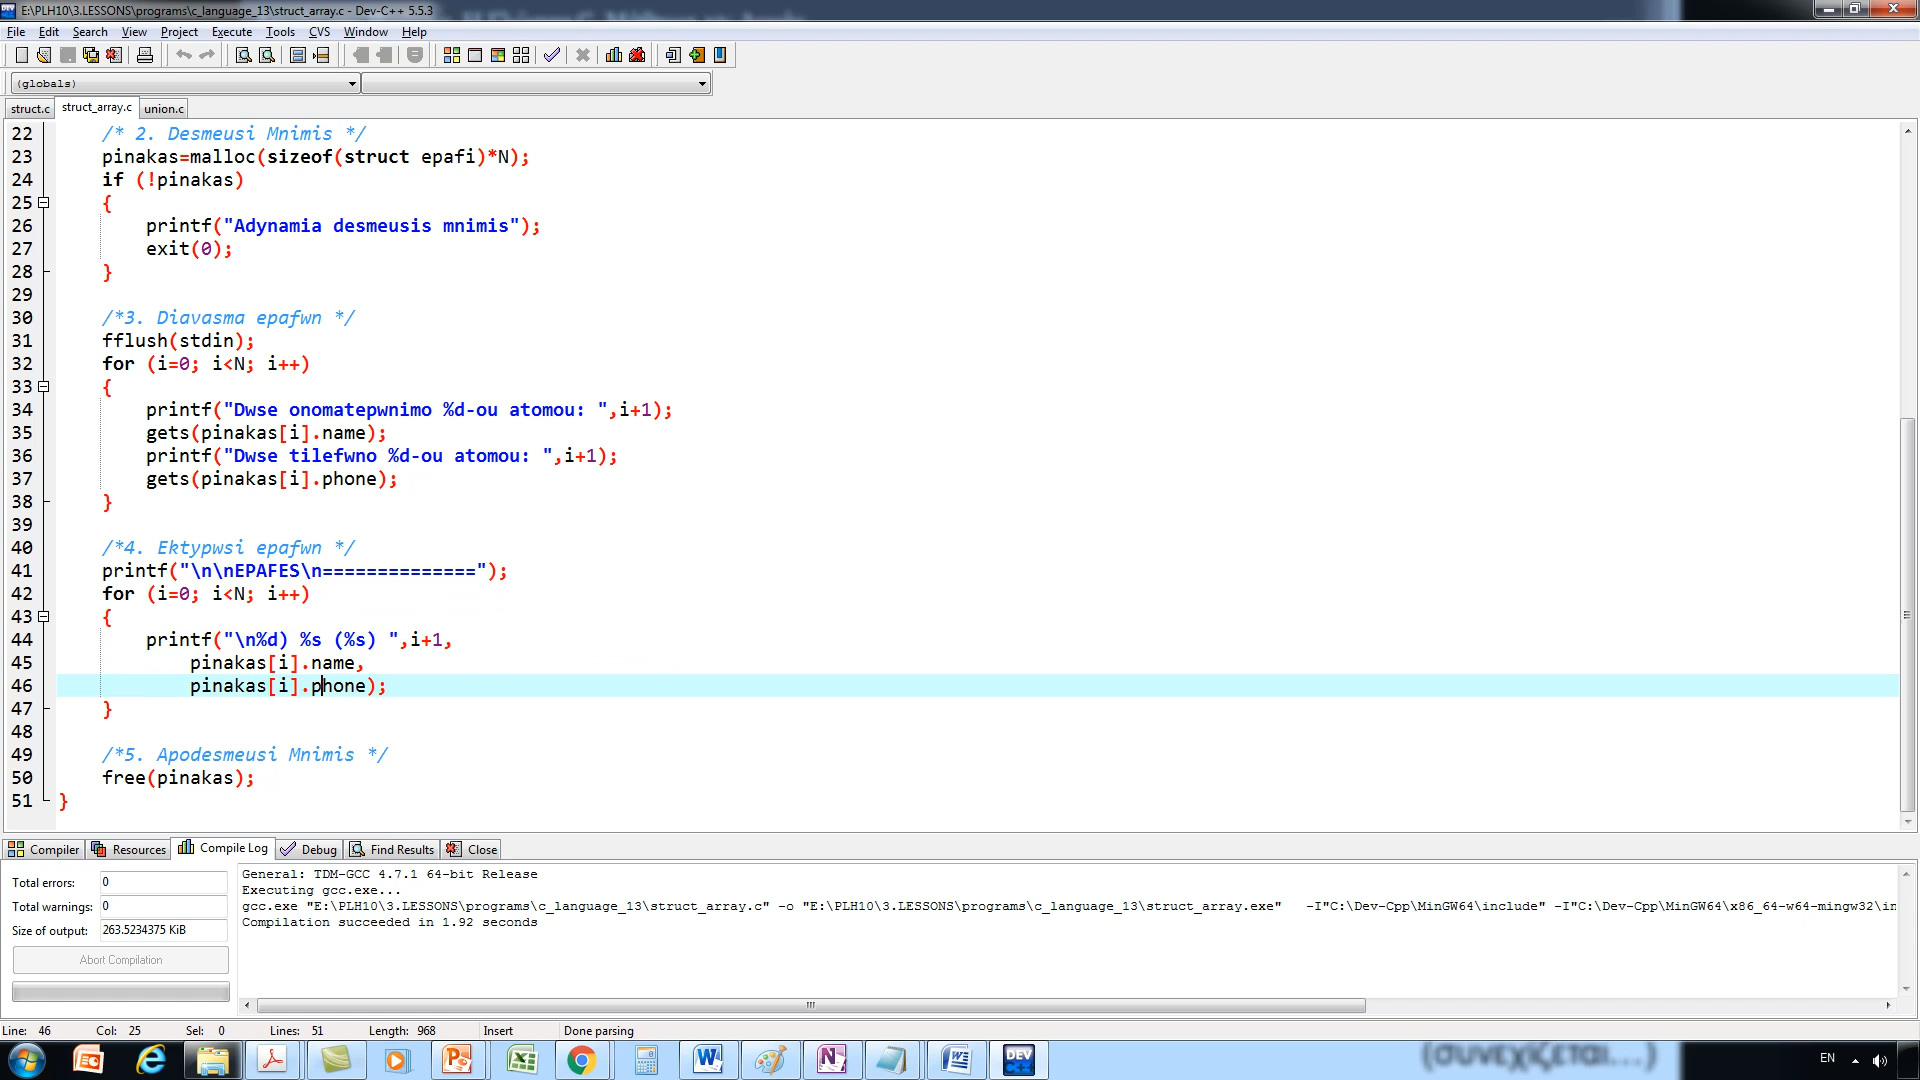 E:\PLH10\3.LESSONS\programs\c_language_13\struct_array.c - Dev-C++ 5.5.3
File Edit Search View Project Execute Tools CVS Window Help
(globals)
struct.c struct_array.c union.c
22 /* 2. Desmeusi Mnimis */
23 pinakas=malloc(sizeof(struct epafi)*N);
24 if (!pinakas)
25 {
26 printf("Adynamia desmeusis mnimis");
27 exit(0);
28 }
29
30 /*3. Diavasma epafwn */
31 fflush(stdin);
32 for (i=0; i<N; i++)
33 {
34 printf("Dwse onomatepwnimo %d-ou atomou: ",i+1);
35 gets(pinakas[i].name);
36 printf("Dwse tilefwno %d-ou atomou: ",i+1);
37 gets(pinakas[i].phone);
38 }
39
40 /*4. Ektypwsi epafwn */
41 printf("\n\nEPAFES\n==============");
42 for (i=0; i<N; i++)
43 {
44 printf("\n%d) %s (%s) ",i+1,
45 pinakas[i].name,
46 pinakas[i].phone);
47 }
48
49 /*5. Apodesmeusi Mnimis */
50 free(pinakas);
51 }
Compiler Resources Compile Log Debug Find Results Close
Total errors: 0
Total warnings: 0
Size of output: 263.5234375 KiB
Abort Compilation
General: TDM-GCC 4.7.1 64-bit Release
Executing gcc.exe...
gcc.exe "E:\PLH10\3.LESSONS\programs\c_language_13\struct_array.c" -o "E:\PLH10\3.LESSONS\programs\c_language_13\struct_array.exe" -I"C:\Dev-Cpp\MinGW64\include" -I"C:\Dev-Cpp\MinGW64\x86_64-w64-mingw32\in
Compilation succeeded in 1.92 seconds
Line: 46 Col: 25 Sel: 0 Lines: 51 Length: 968 Insert Done parsing
(συνεχίζεται...)
EN